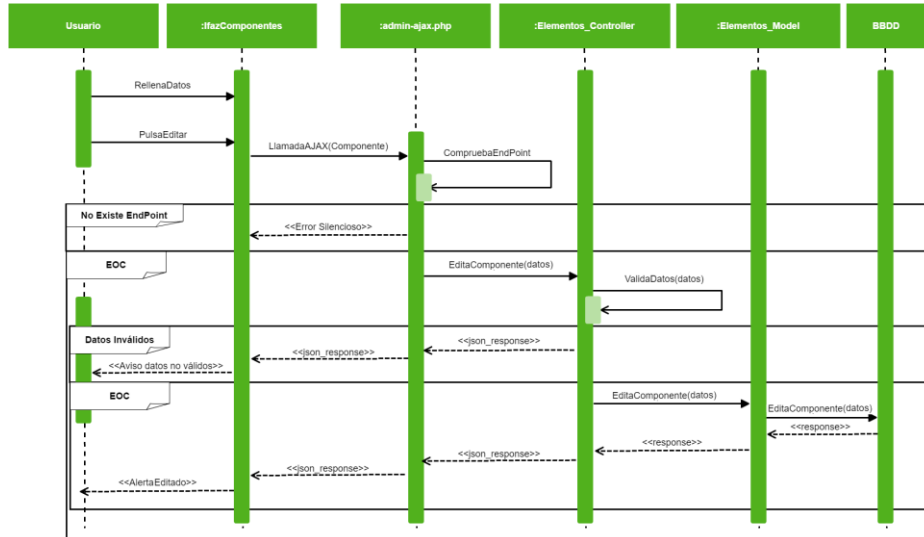 Usuario
:IfazComponentes
:admin-ajax.php
:Elementos_Controller
:Elementos_Model
BBDD
RellenaDatos
PulsaEditar
LlamadaAJAX(Componente)
CompruebaEndPoint
No Existe EndPoint
<<Error Silencioso>>
EOC
EditaComponente(datos)
ValidaDatos(datos)
Datos Inválidos
<<json_response>>
<<json_response>>
<<Aviso datos no válidos>>
EOC
EditaComponente(datos)
EditaComponente(datos)
<<response>>
<<response>>
<<json_response>>
<<json_response>>
<<AlertaEditado>>